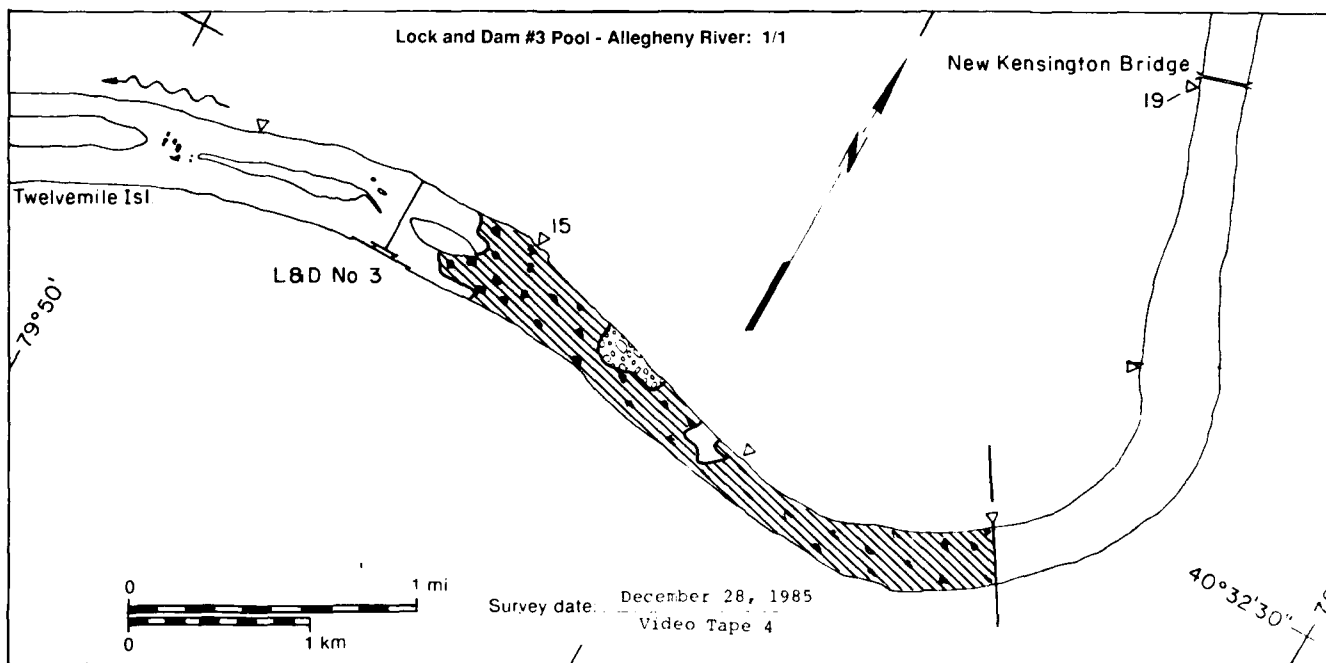 Lock and Dam #3 Pool - Allegheny River: 1/1
New Kensington Bridge
19
Twelvemile Isl
15
L&D No 3
79°50'
40°32'30"
0 1 mi
0 1 km
Survey date:
December 28, 1985
Video Tape 4